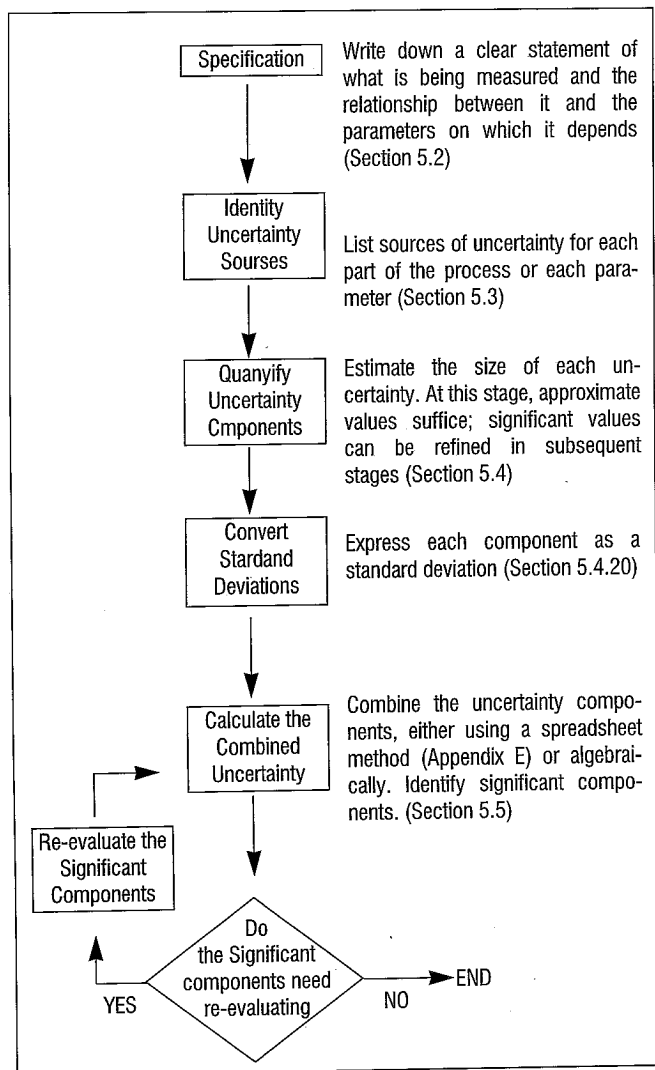 Specification
Write down a clear statement of
what is being measured and the
relationship between it and the
parameters on which it depends
(Section 5.2)
Identity
Uncertainty
Sourses
List sources of uncertainty for each
part of the process or each para-
meter (Section 5.3)
Quanyify
Uncertainty
Cmponents
Estimate the size of each un-
certainty. At this stage, approximate
values suffice; significant values
can be refined in subsequent
stages (Section 5.4)
Convert
Stardand
Deviations
Express each component as a
standard deviation (Section 5.4.20)
Calculate the
Combined
Uncertainty
Combine the uncertainty compo-
nents, either using a spreadsheet
method (Appendix E) or algebrai-
cally. Identify significant compo-
nents. (Section 5.5)
Re-evaluate the
Significant
Components
Do
the Significant
components need
re-evaluating
YES
NO
END